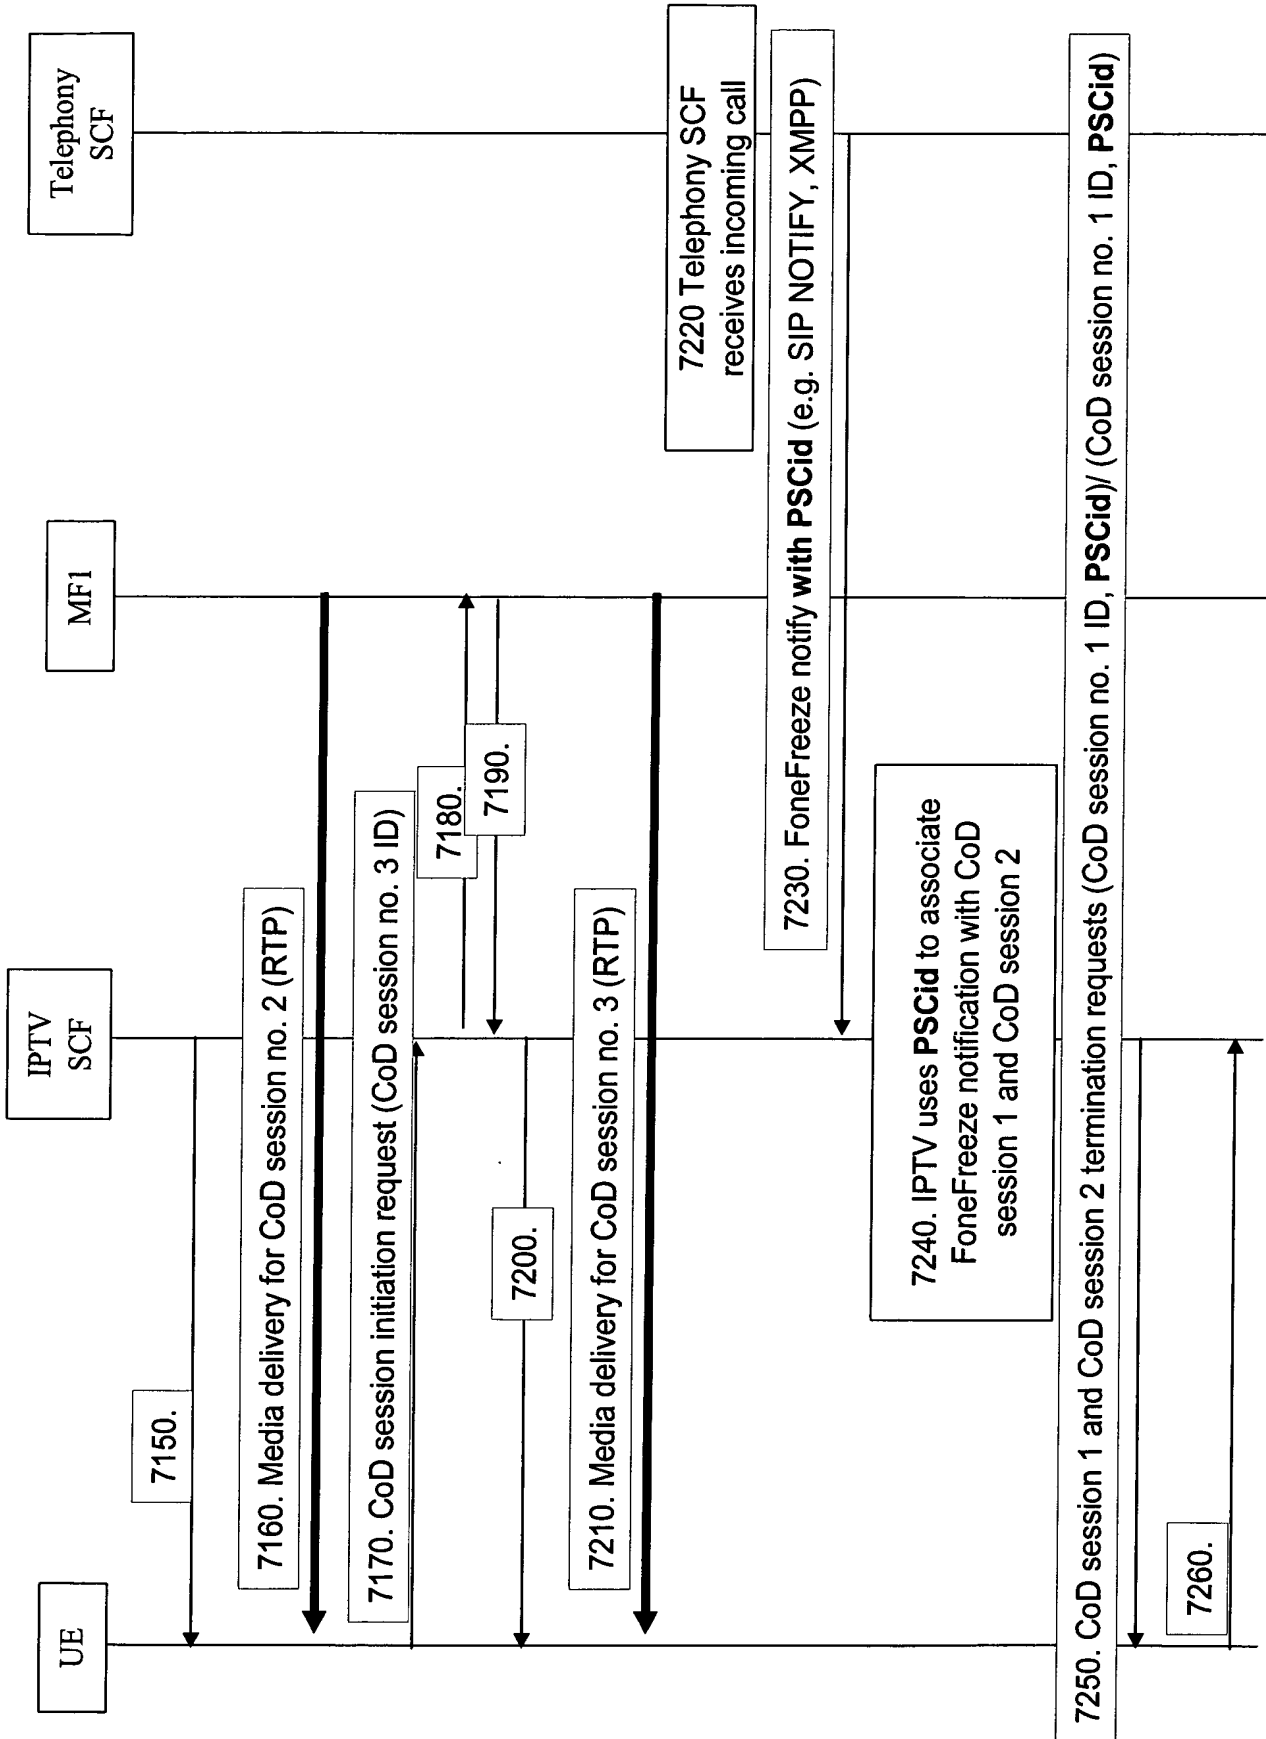 UE
IPTV
SCF
MF1
Telephony
SCF
7150.
7160. Media delivery for CoD session no. 2 (RTP)
7170. CoD session initiation request (CoD session no. 3 ID)
7180.
7190.
7200.
7210. Media delivery for CoD session no. 3 (RTP)
7220 Telephony SCF
receives incoming call
7230. FoneFreeze notify with PSCid (e.g. SIP NOTIFY, XMPP)
7240. IPTV uses PSCid to associate
FoneFreeze notification with CoD
session 1 and CoD session 2
7250. CoD session 1 and CoD session 2 termination requests (CoD session no. 1 ID, PSCid)/ (CoD session no. 1 ID, PSCid)
7260.